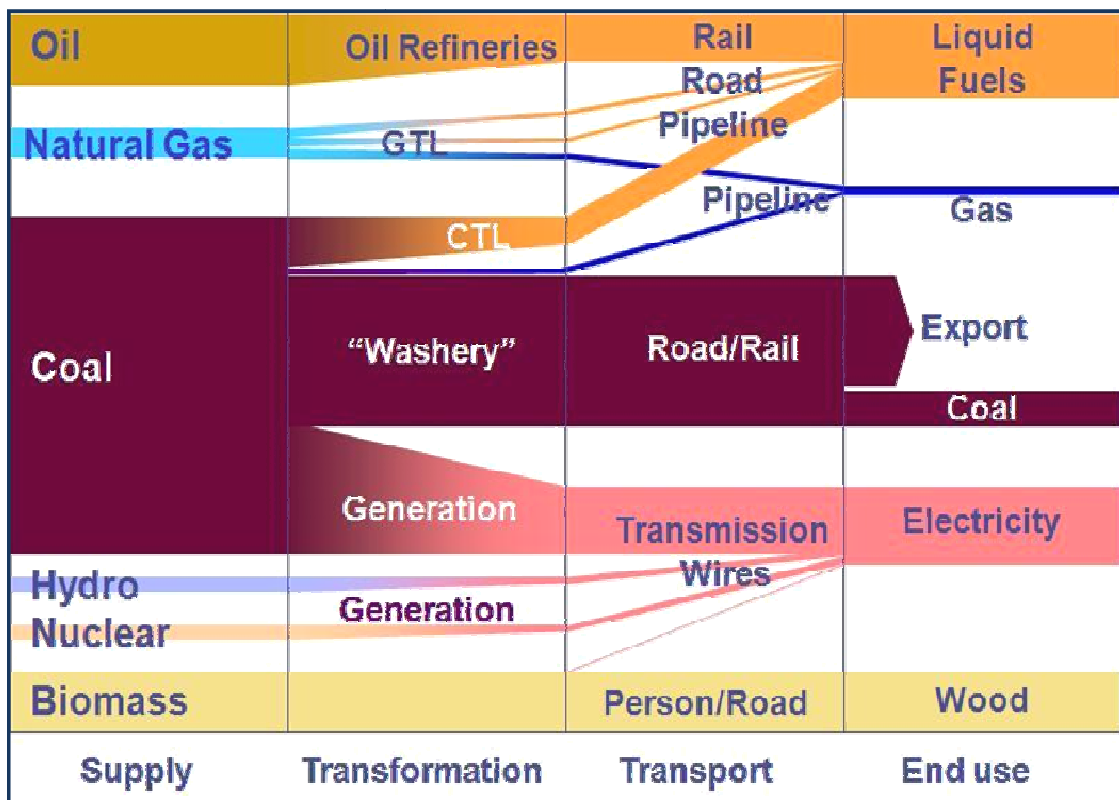 Oil
Oil Refineries
Rail
Liquid
Fuels
Road
Natural Gas
GTL
Pipeline
Pipeline
Gas
CTL
Coal
“Washery”
Road/Rail
Export
Coal
Generation
Transmission
Wires
Electricity
Hydro
Generation
Nuclear
Biomass
Person/Road
Wood
Supply
Transformation
Transport
End use